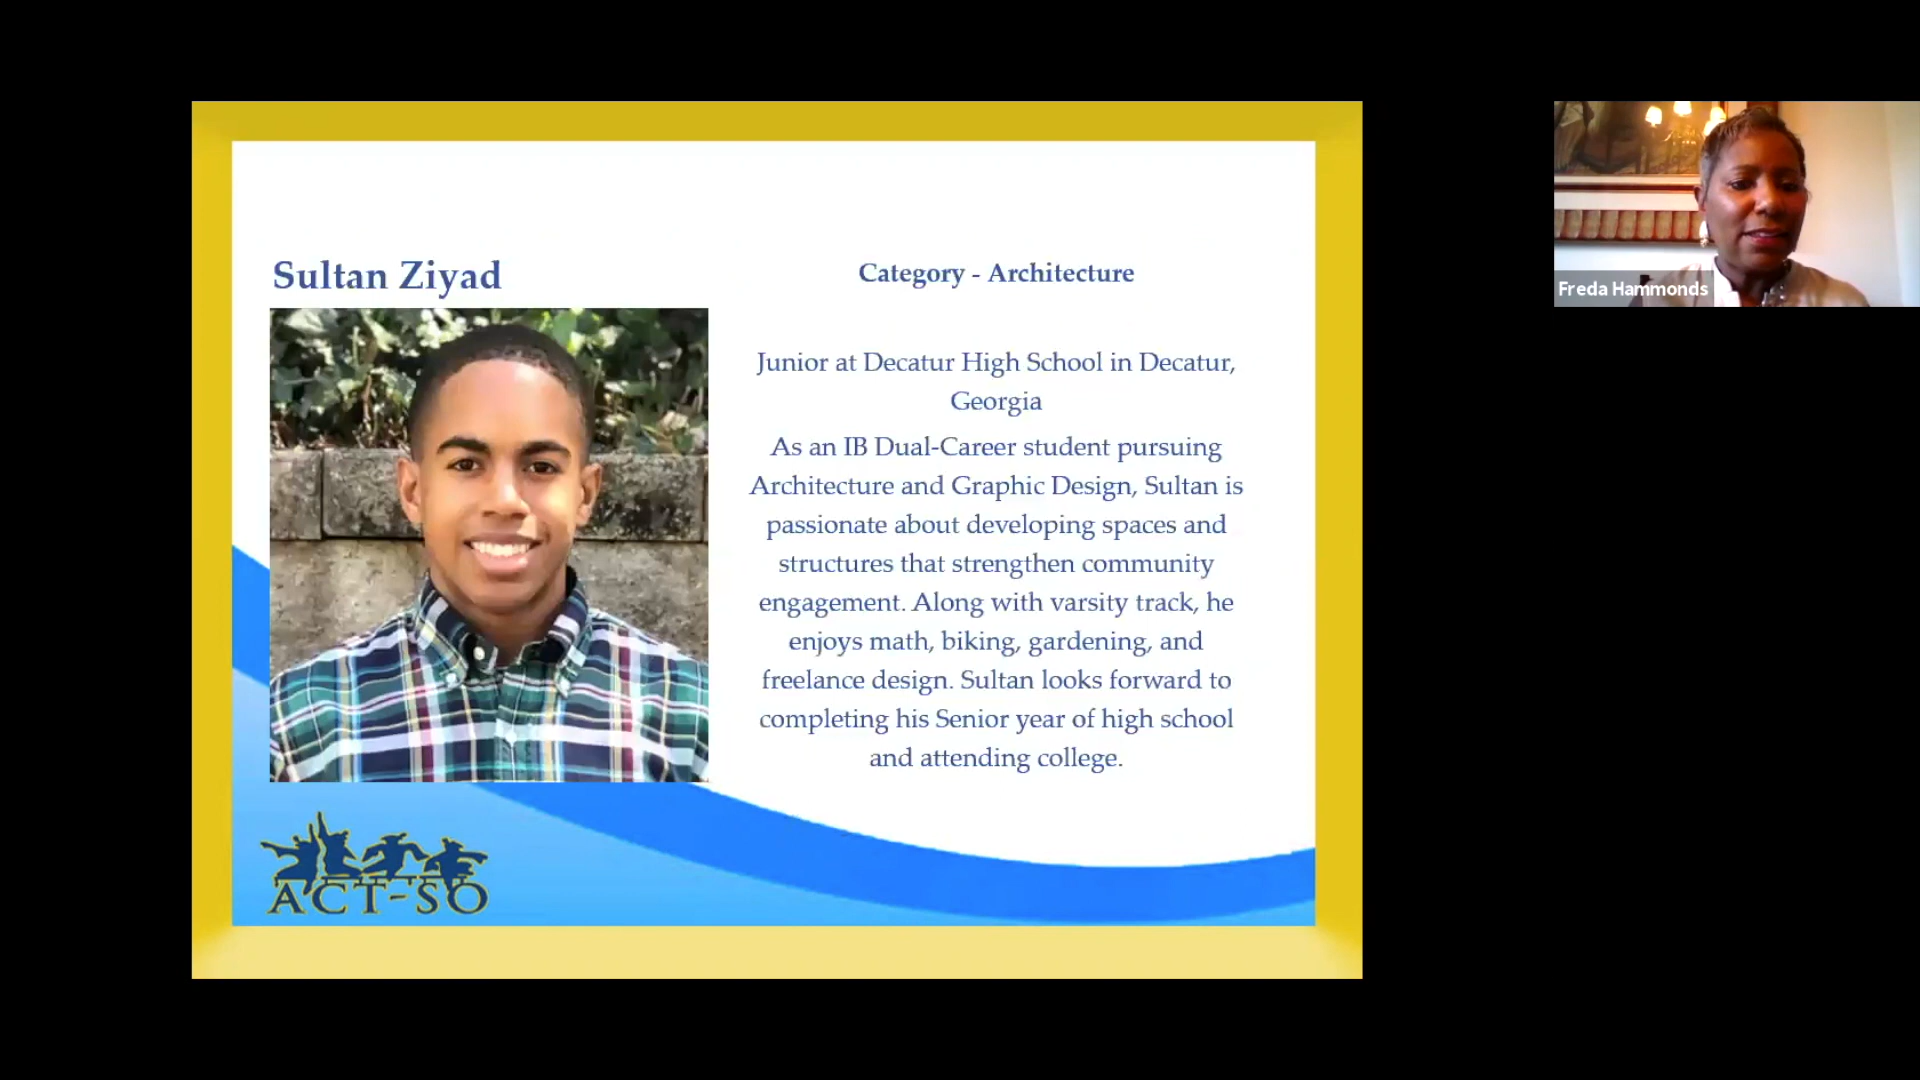 Sultan Ziyad
Category - Architecture
Junior at Decatur High School in Decatur,
Georgia
As an IB Dual-Career student pursuing
Architecture and Graphic Design, Sultan is
passionate about developing spaces and
structures that strengthen community
engagement. Along with varsity track, he
enjoys math, biking, gardening, and
freelance design. Sultan looks forward to
completing his Senior year of high school
and attending college.
ACT-SO
Freda Hammonds